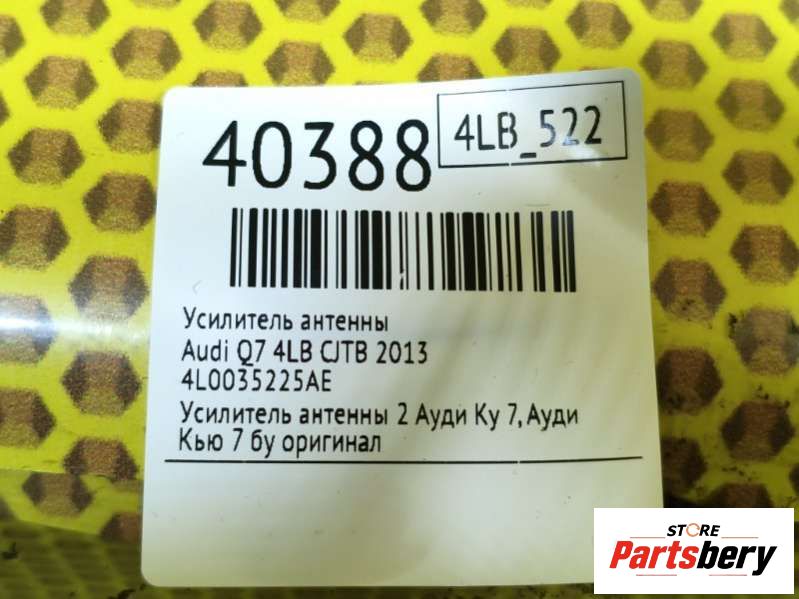 40388
4LB_522
Усилитель антенны
Audi Q7 4LB CJTB 2013
4L0035225AE
Усилитель антенны 2 Ауди Ку 7, Ауди
Кью 7 бу оригинал
STORE
Partsbery